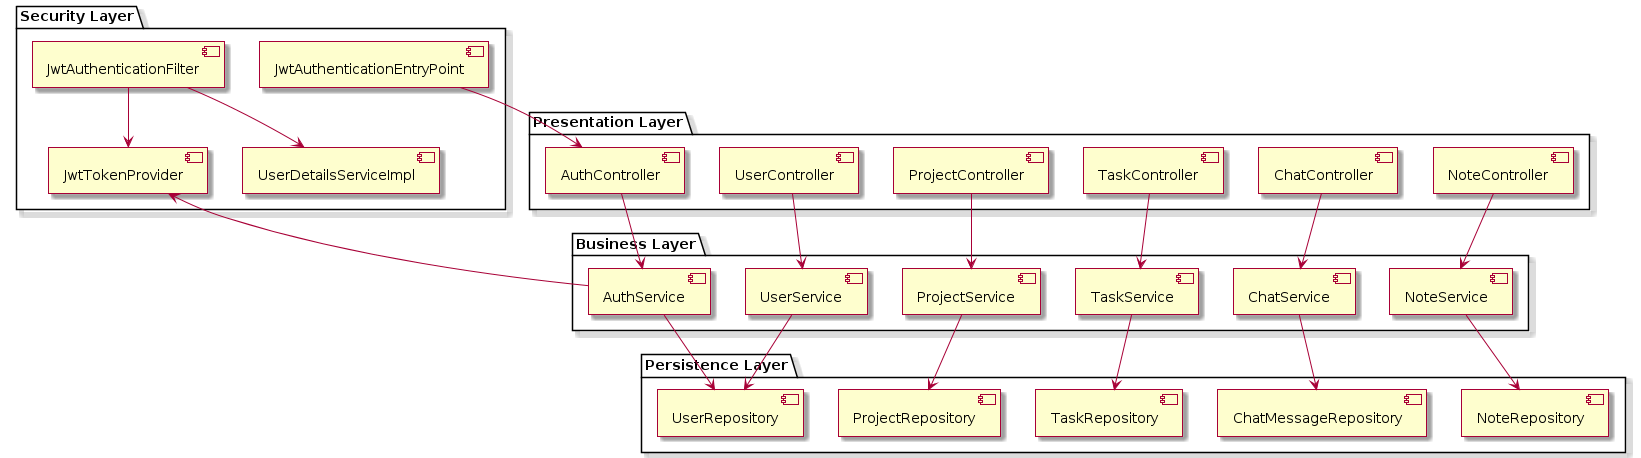 Security Layer
JwtAuthenticationFilter
JwtAuthenticationEntryPoint
JwtTokenProvider
UserDetailsServiceImpl
Presentation Layer
AuthController
UserController
ProjectController
TaskController
ChatController
NoteController
Business Layer
AuthService
UserService
ProjectService
TaskService
ChatService
NoteService
Persistence Layer
UserRepository
ProjectRepository
TaskRepository
ChatMessageRepository
NoteRepository